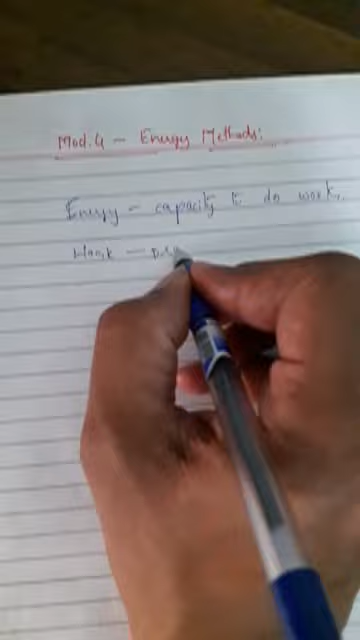 Mod.4 - Energy Methods:
Energy - capacity to do work.
Work -